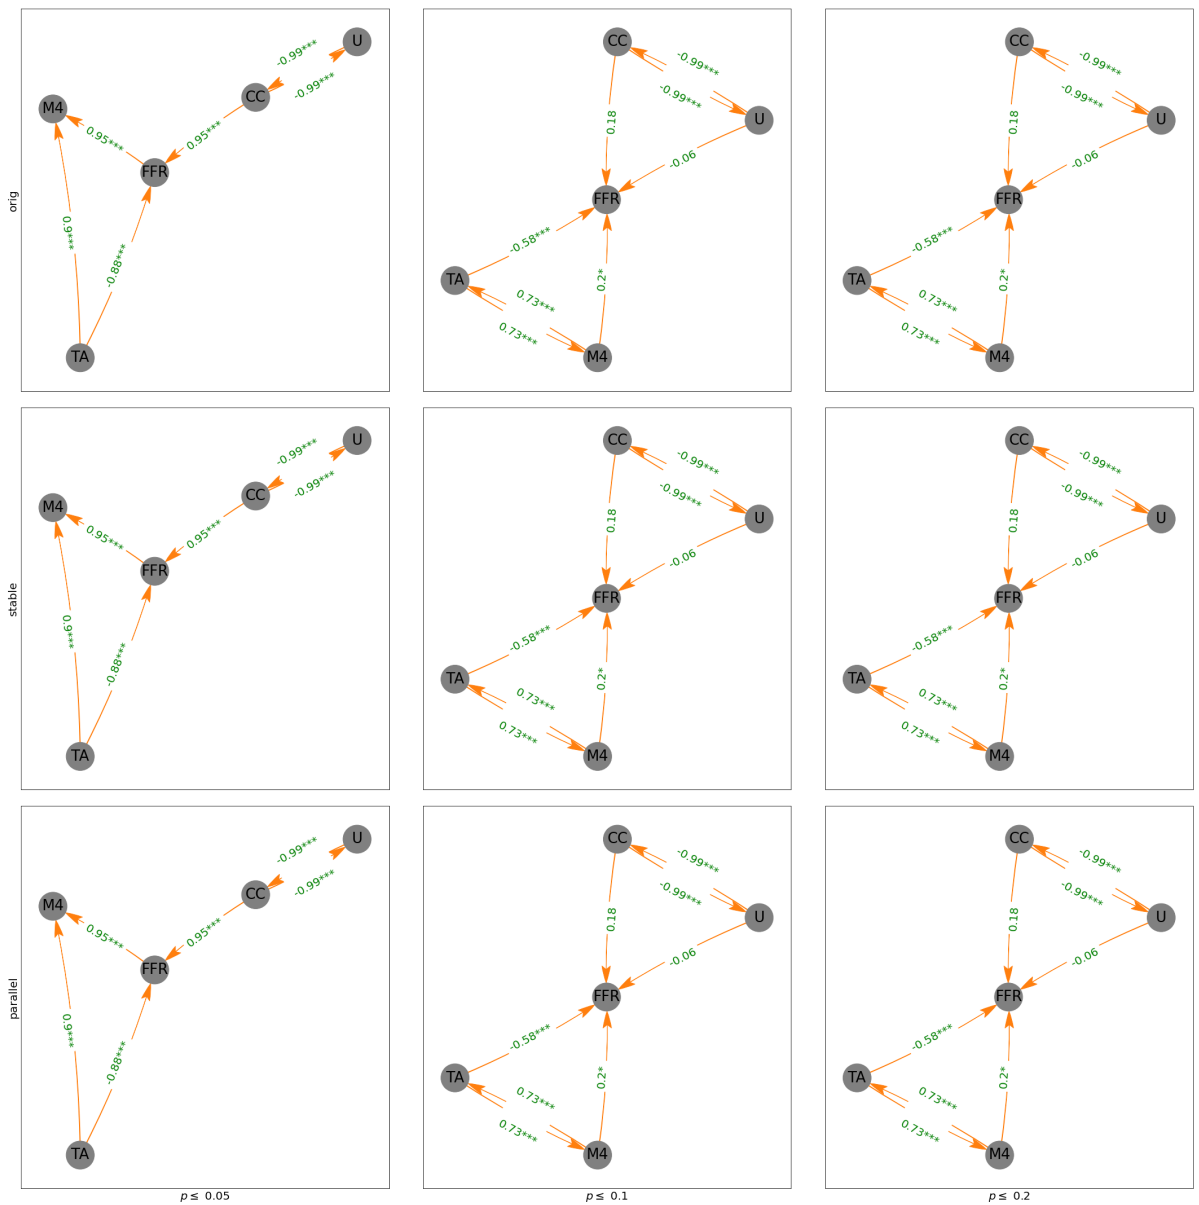 U
-0.99***
-0.99***
CC
M4
0.95***
0.95***
FFR
orig
0.9***
-0.88***
TA
CC
-0.99***
-0.99***
U
0.18
-0.06
FFR
-0.58***
TA
0.2*
0.73***
0.73***
M4
CC
-0.99***
-0.99***
U
0.18
-0.06
FFR
-0.58***
TA
0.2*
0.73***
0.73***
M4
U
-0.99***
-0.99***
CC
M4
0.95***
0.95***
FFR
stable
0.9***
-0.88***
TA
CC
-0.99***
-0.99***
U
0.18
-0.06
FFR
-0.58***
TA
0.2*
0.73***
0.73***
M4
CC
-0.99***
-0.99***
U
0.18
-0.06
FFR
-0.58***
TA
0.2*
0.73***
0.73***
M4
U
-0.99***
-0.99***
CC
M4
0.95***
0.95***
FFR
parallel
0.9***
-0.88***
TA
p ≤ 0.05
CC
-0.99***
-0.99***
U
0.18
-0.06
FFR
-0.58***
TA
0.2*
0.73***
0.73***
M4
p ≤ 0.1
CC
-0.99***
-0.99***
U
0.18
-0.06
FFR
-0.58***
TA
0.2*
0.73***
0.73***
M4
p ≤ 0.2